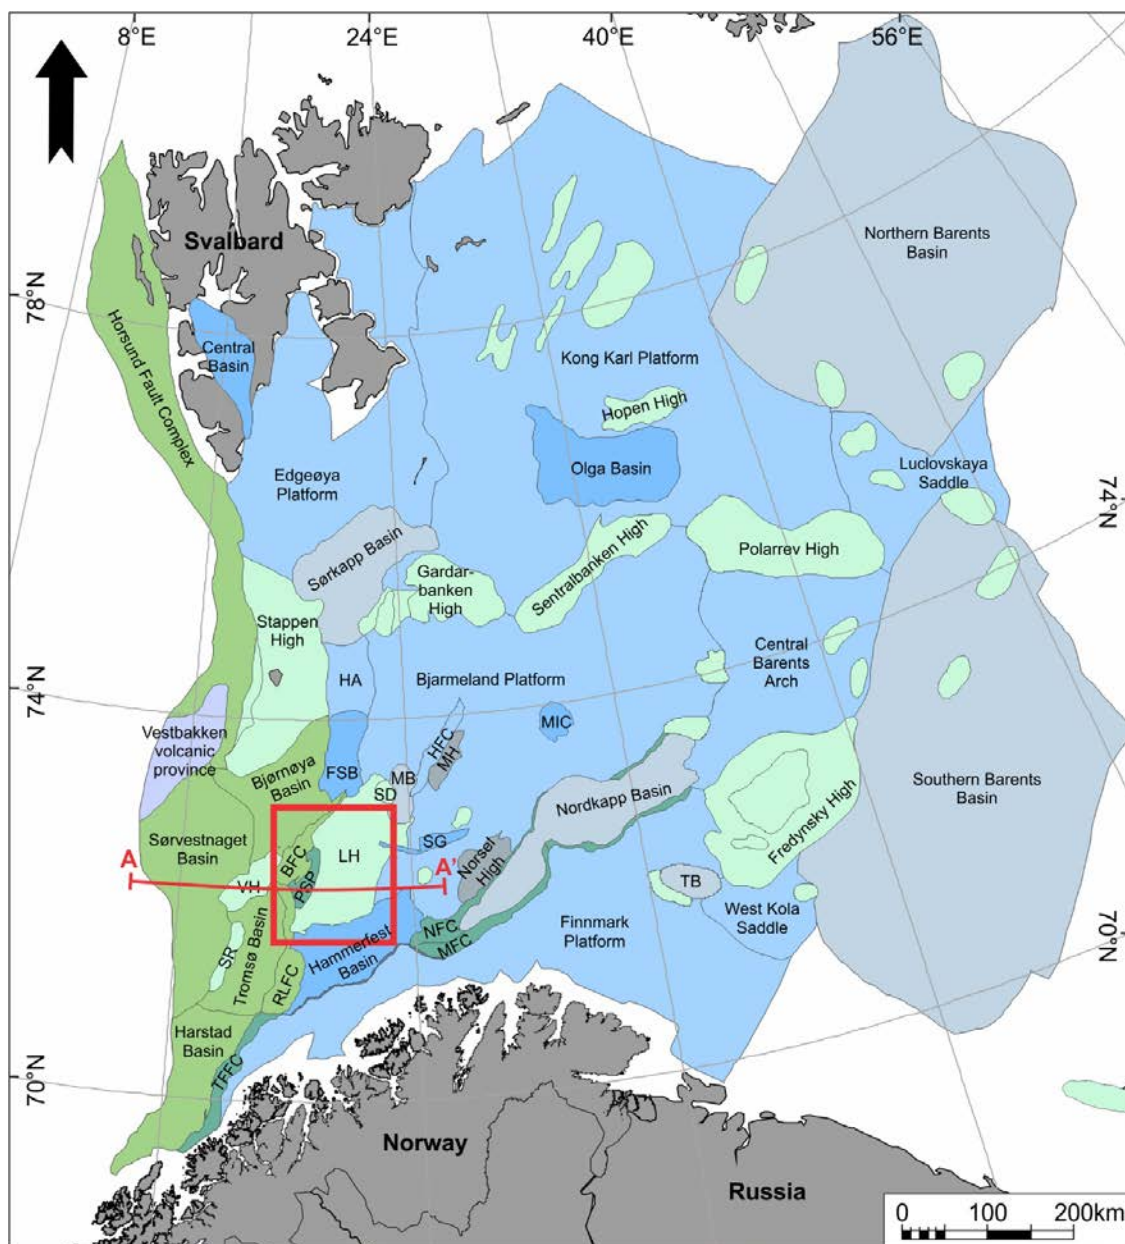 8°E
24°E
40°E
56°E
Svalbard
Northern Barents
Basin
78°N
Horsund Fault Complex
Central
Basin
Kong Karl Platform
Hopen High
Olga Basin
Edgeøya
Platform
Luclovskaya
Saddle
74°N
Sørkapp Basin
Gardar-
banken
High
Sentralbanken High
Polarrev High
Stappen
High
Central
Barents
Arch
74°N
HA
Bjarmeland Platform
Vestbakken
volcanic
province
Bjørnøya
Basin
FSB
MB
HFC
MH
MIC
SD
Nordkapp Basin
Fredynsky High
Southern Barents
Basin
Sørvestnaget
Basin
BFC
LH
SG
Norsel
High
A
A'
VH
PSP
TB
West Kola
Saddle
SR
Tromsø Basin
RLFC
Hammerfest
Basin
NFC
MFC
Finnmark
Platform
70°N
Harstad
Basin
TFFC
70°N
Norway
Russia
0 100 200km